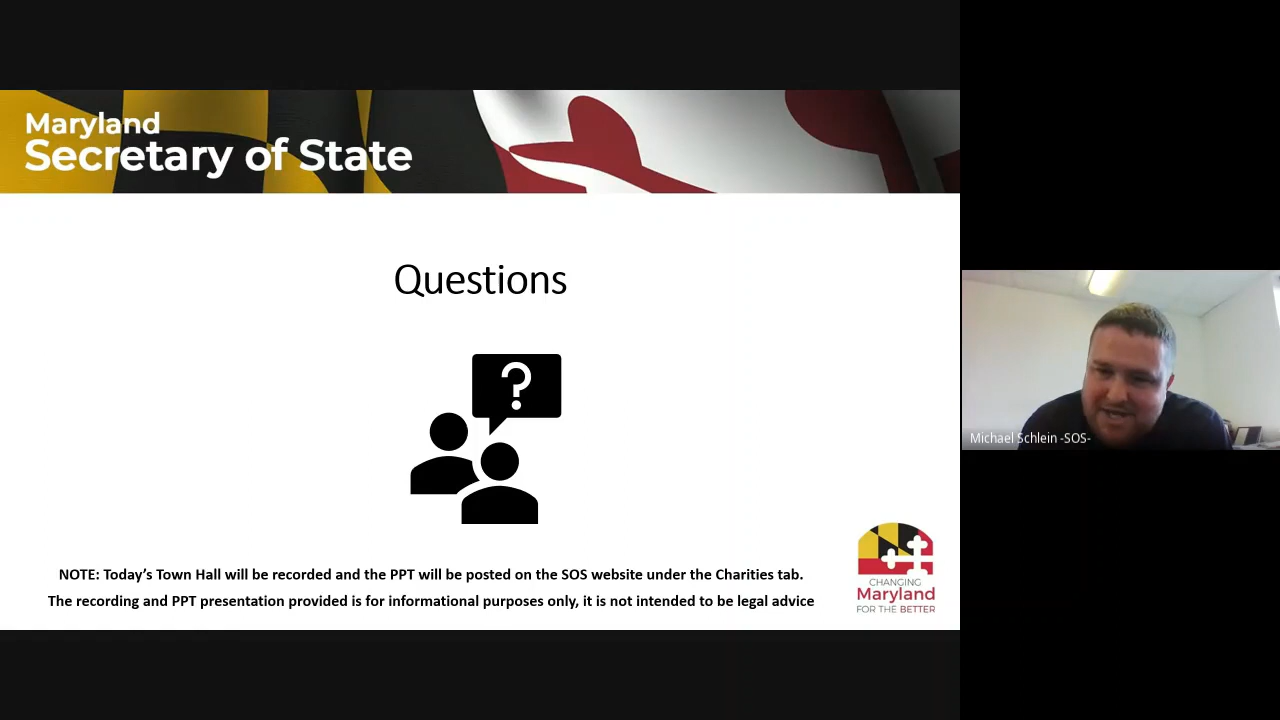 Maryland
Secretary of State
Questions
?
NOTE: Today's Town Hall will be recorded and the PPT will be posted on the SOS website under the Charities tab.
The recording and PPT presentation provided is for informational purposes only, it is not intended to be legal advice
CHANGING
Maryland
FOR THE BETTER
Michael Schlein -SOS-